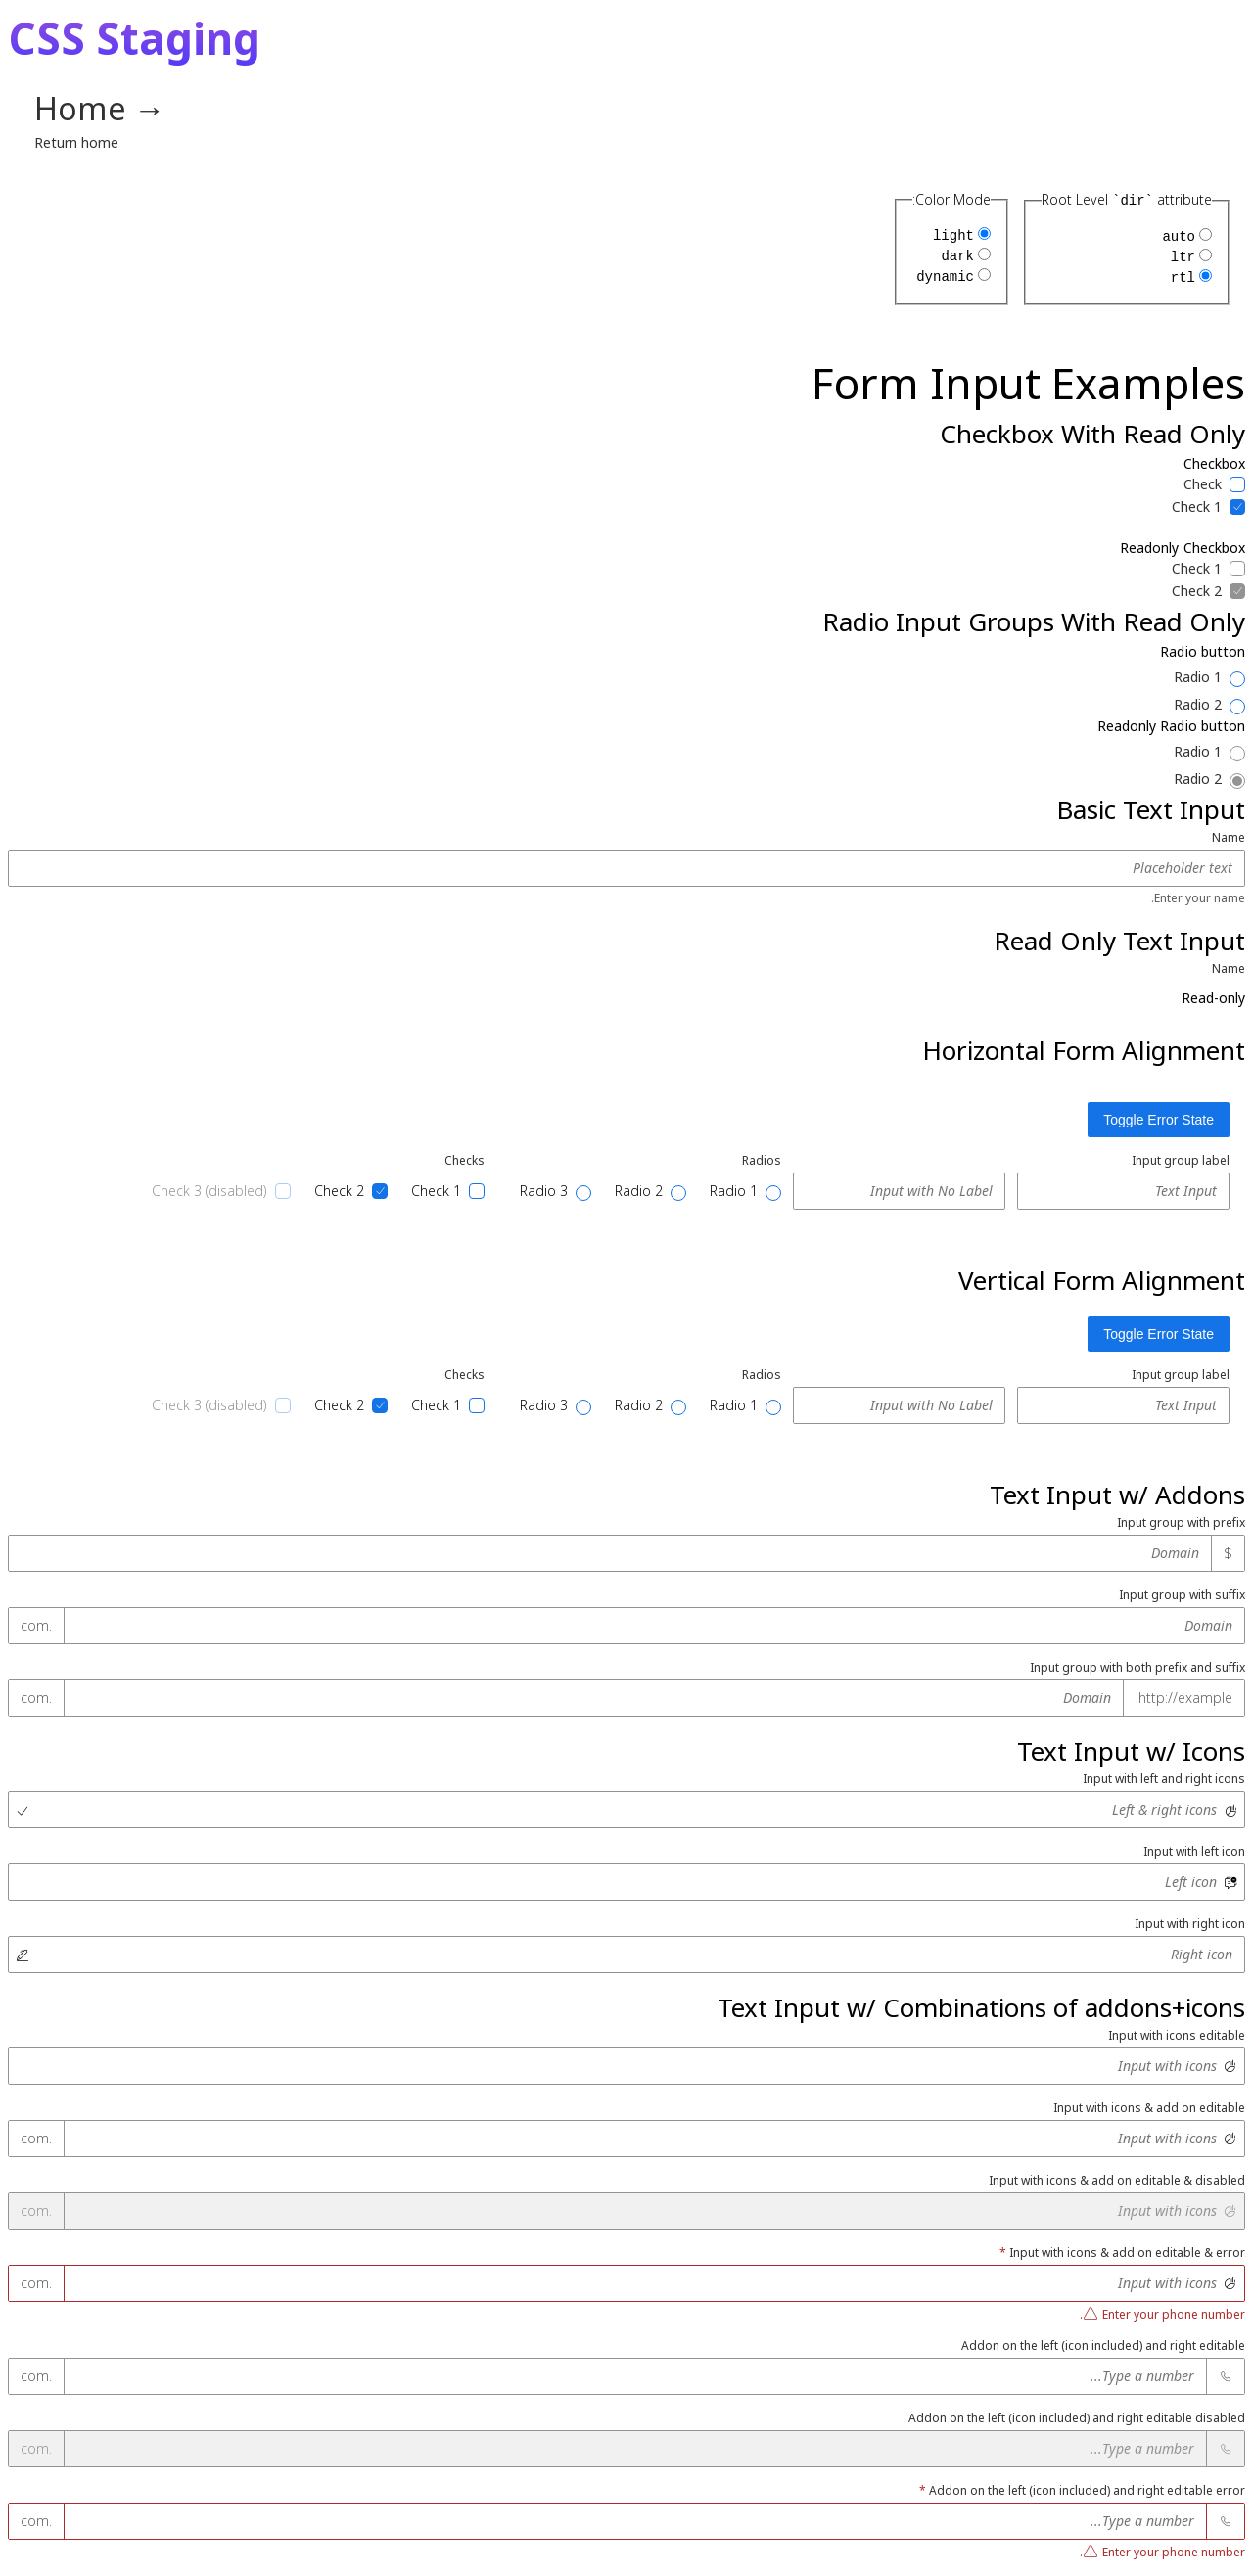 CSS Staging
Home →
Return home
Root Level `dir` attribute
auto
ltr
rtl
:Color Mode
light
dark
dynamic
Form Input Examples
Checkbox With Read Only
Checkbox
Check
Check 1
Readonly Checkbox
Check 1
Check 2
Radio Input Groups With Read Only
Radio button
Radio 1
Radio 2
Readonly Radio button
Radio 1
Radio 2
Basic Text Input
Name
Placeholder text
.Enter your name
Read Only Text Input
Name
Read-only
Horizontal Form Alignment
Toggle Error State
Input group label
Text Input
Input with No Label
Radios
Radio 1
Radio 2
Radio 3
Checks
Check 1
Check 2
Check 3 (disabled)
Vertical Form Alignment
Toggle Error State
Input group label
Text Input
Input with No Label
Radios
Radio 1
Radio 2
Radio 3
Checks
Check 1
Check 2
Check 3 (disabled)
Text Input w/ Addons
Input group with prefix
$
Domain
Input group with suffix
Domain
com.
Input group with both prefix and suffix
.http://example
Domain
com.
Text Input w/ Icons
Input with left and right icons
Left & right icons
Input with left icon
Left icon
Input with right icon
Right icon
Text Input w/ Combinations of addons+icons
Input with icons editable
Input with icons
Input with icons & add on editable
Input with icons
com.
Input with icons & add on editable & disabled
Input with icons
com.
* Input with icons & add on editable & error
Input with icons
com.
. Enter your phone number
Addon on the left (icon included) and right editable
...Type a number
com.
Addon on the left (icon included) and right editable disabled
...Type a number
com.
* Addon on the left (icon included) and right editable error
...Type a number
com.
. Enter your phone number